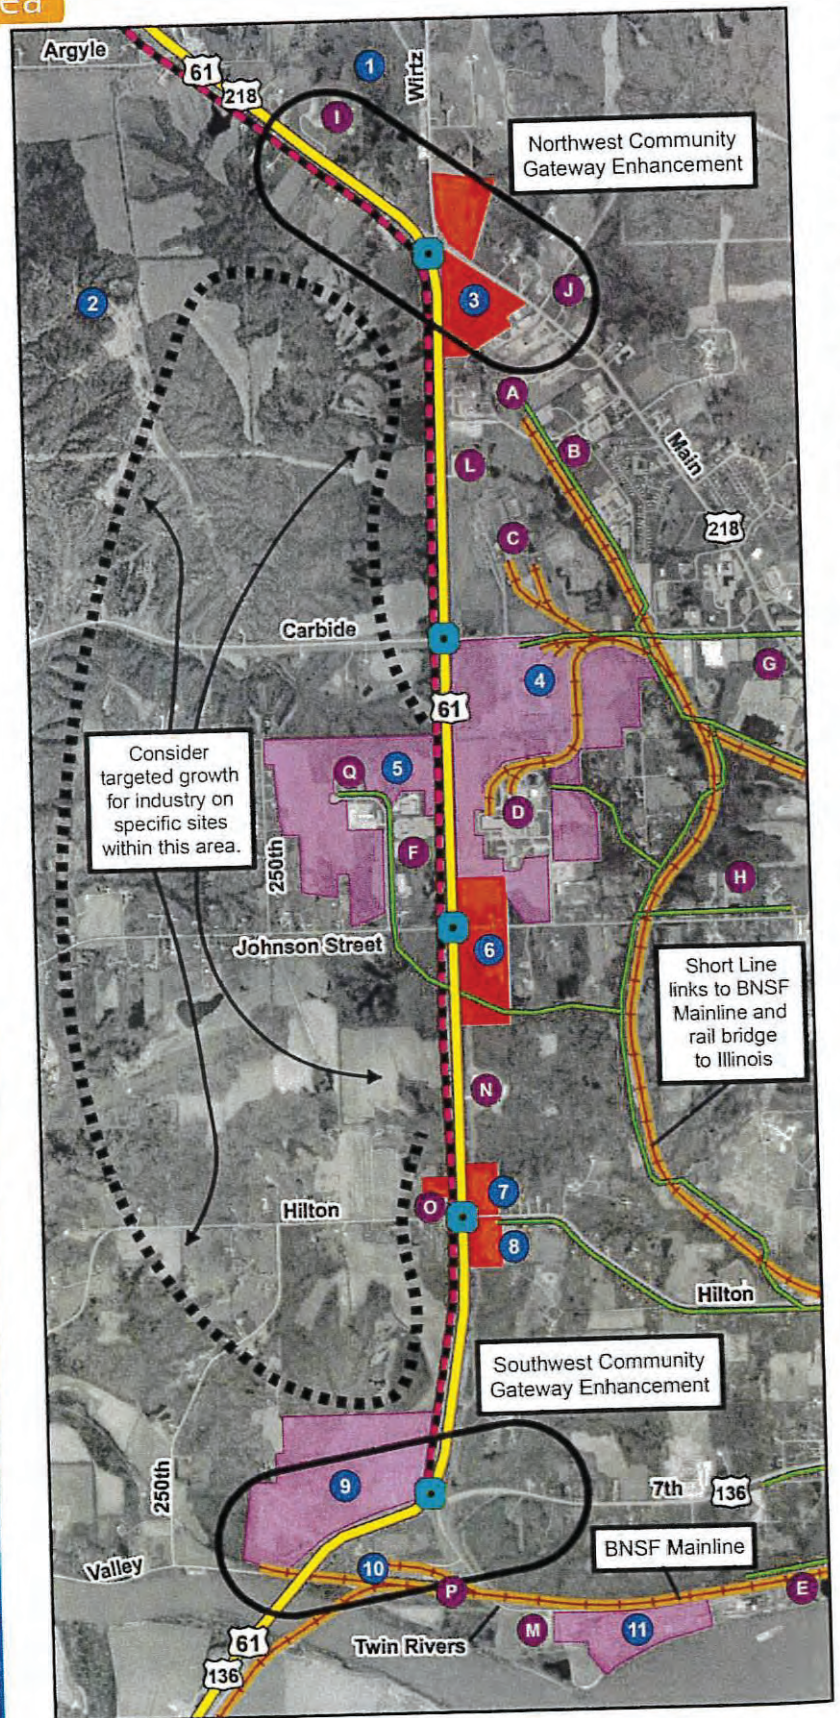 ea
Argyle
61
218
1
Wirtz
I
Northwest Community
Gateway Enhancement
2
3
J
A
B
Main
L
C
218
Carbide
4
G
61
Consider
targeted growth
for industry on
specific sites
within this area.
Q
5
D
F
250th
H
Johnson Street
6
Short Line
links to BNSF
Mainline and
rail bridge
to Illinois
N
7
O
Hilton
8
Hilton
Southwest Community
Gateway Enhancement
9
250th
7th
136
BNSF Mainline
Valley
10
P
E
M
11
61
Twin Rivers
136